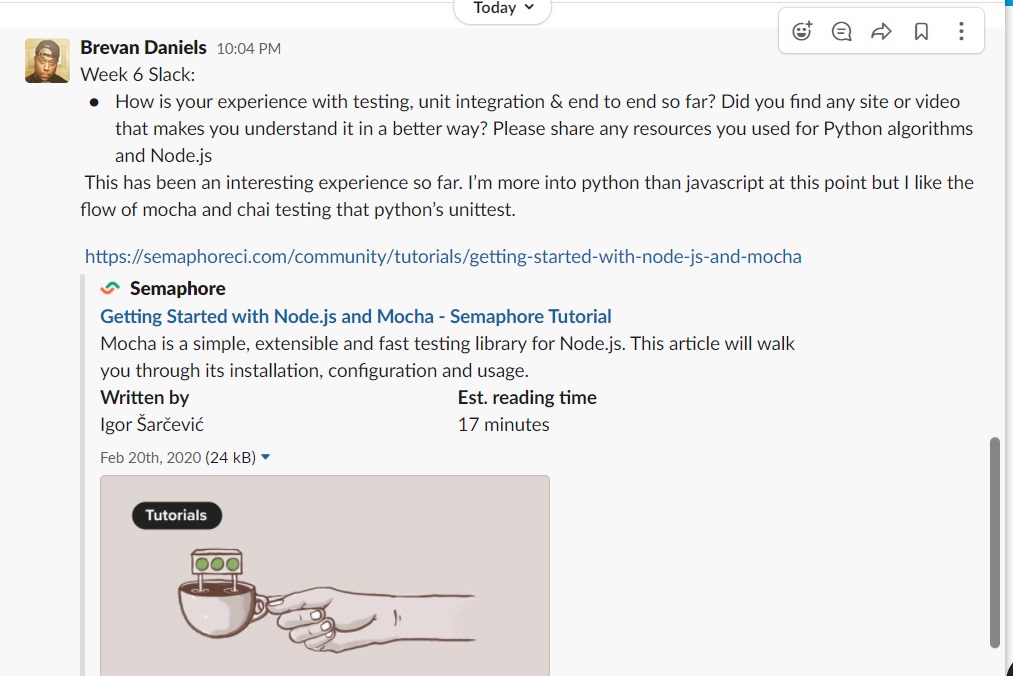 Today
Brevan Daniels 10:04 PM
Week 6 Slack:
● How is your experience with testing, unit integration & end to end so far? Did you find any site or video
that makes you understand it in a better way? Please share any resources you used for Python algorithms
and Node.js
This has been an interesting experience so far. I'm more into python than javascript at this point but I like the
flow of mocha and chai testing that python's unittest.
https://semaphoreci.com/community/tutorials/getting-started-with-node-js-and-mocha
Semaphore
Getting Started with Node.js and Mocha - Semaphore Tutorial
Mocha is a simple, extensible and fast testing library for Node.js. This article will walk
you through its installation, configuration and usage.
Written by Est. reading time
Igor Šarčević 17 minutes
Feb 20th, 2020 (24 kB)
Tutorials